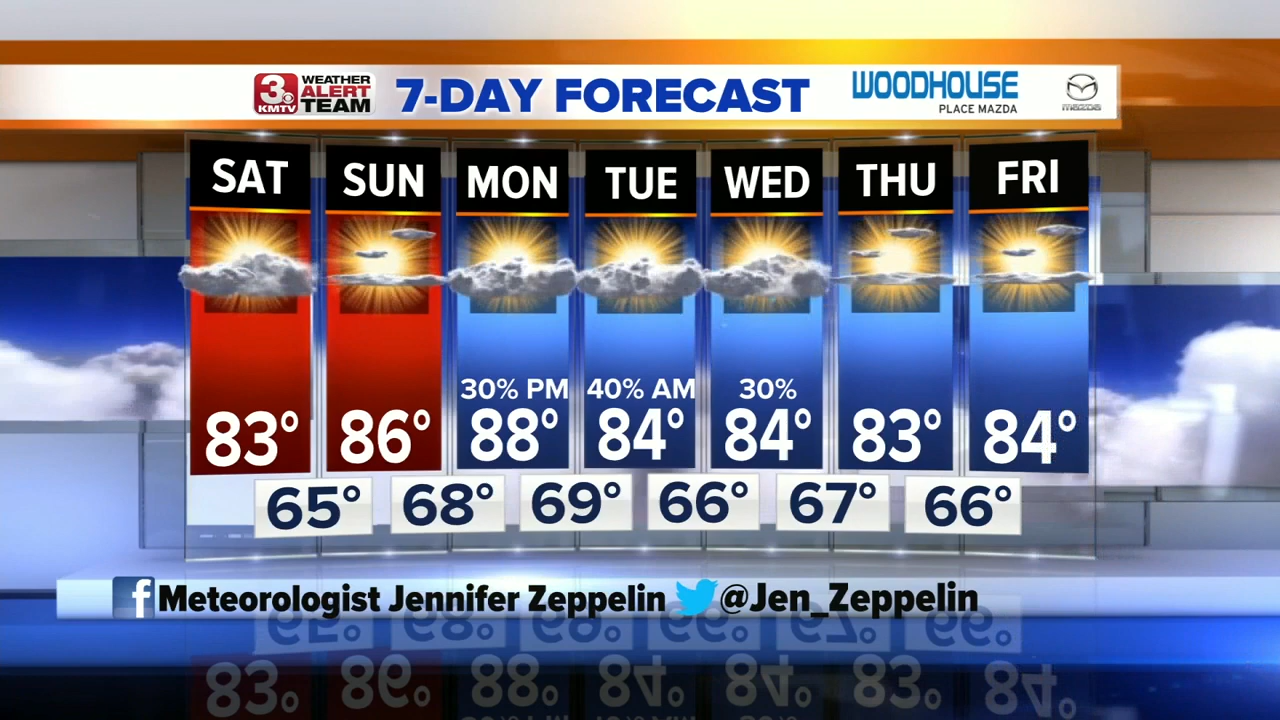 3 KMTV
WEATHER
ALERT
TEAM
7-DAY FORECAST
WOODHOUSE
PLACE MAZDA
SAT SUN MON TUE WED THU FRI
30% PM 40% AM 30%
83° 86° 88° 84° 84° 83° 84°
65° 68° 69° 66° 67° 66°
f Meteorologist Jennifer Zeppelin @Jen_Zeppelin